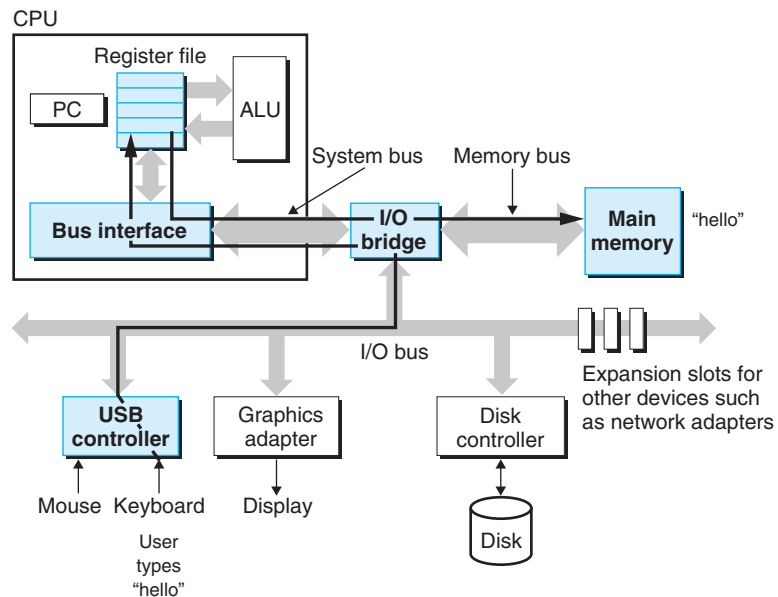 CPU
Register file
PC
ALU
System bus
Memory bus
Bus interface
I/O
bridge
Main
memory
“hello”
I/O bus
Expansion slots for
other devices such
as network adapters
USB
controller
Graphics
adapter
Disk
controller
Mouse
Keyboard
Display
Disk
User
types
“hello”